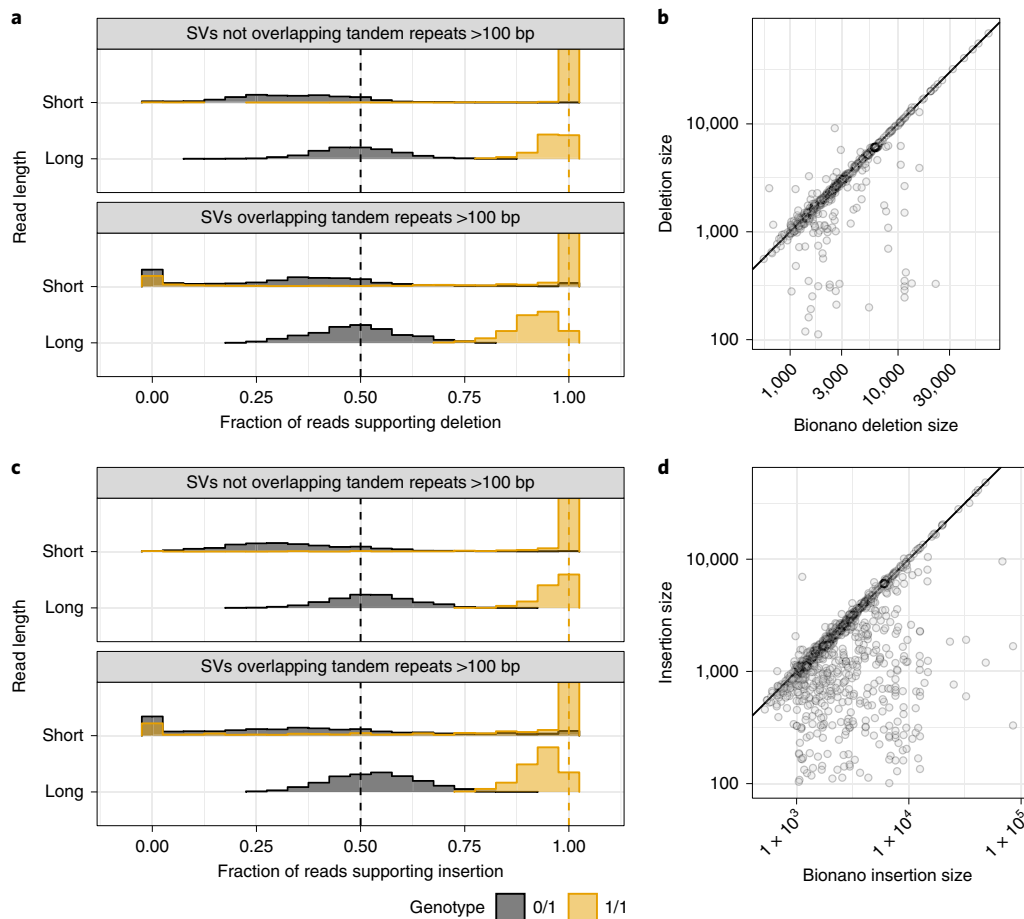 a
SVs not overlapping tandem repeats >100 bp
Short
Long
SVs overlapping tandem repeats >100 bp
Short
Long
Read length
0.00 0.25 0.50 0.75 1.00
Fraction of reads supporting deletion
b
Deletion size
10,000
1,000
100
1,000 3,000 10,000 30,000
Bionano deletion size
c
SVs not overlapping tandem repeats >100 bp
Short
Long
SVs overlapping tandem repeats >100 bp
Short
Long
Read length
0.00 0.25 0.50 0.75 1.00
Fraction of reads supporting insertion
Genotype 0/1 1/1
d
Insertion size
10,000
1,000
100
1 × 10³ 1 × 10⁴ 1 × 10⁵
Bionano insertion size